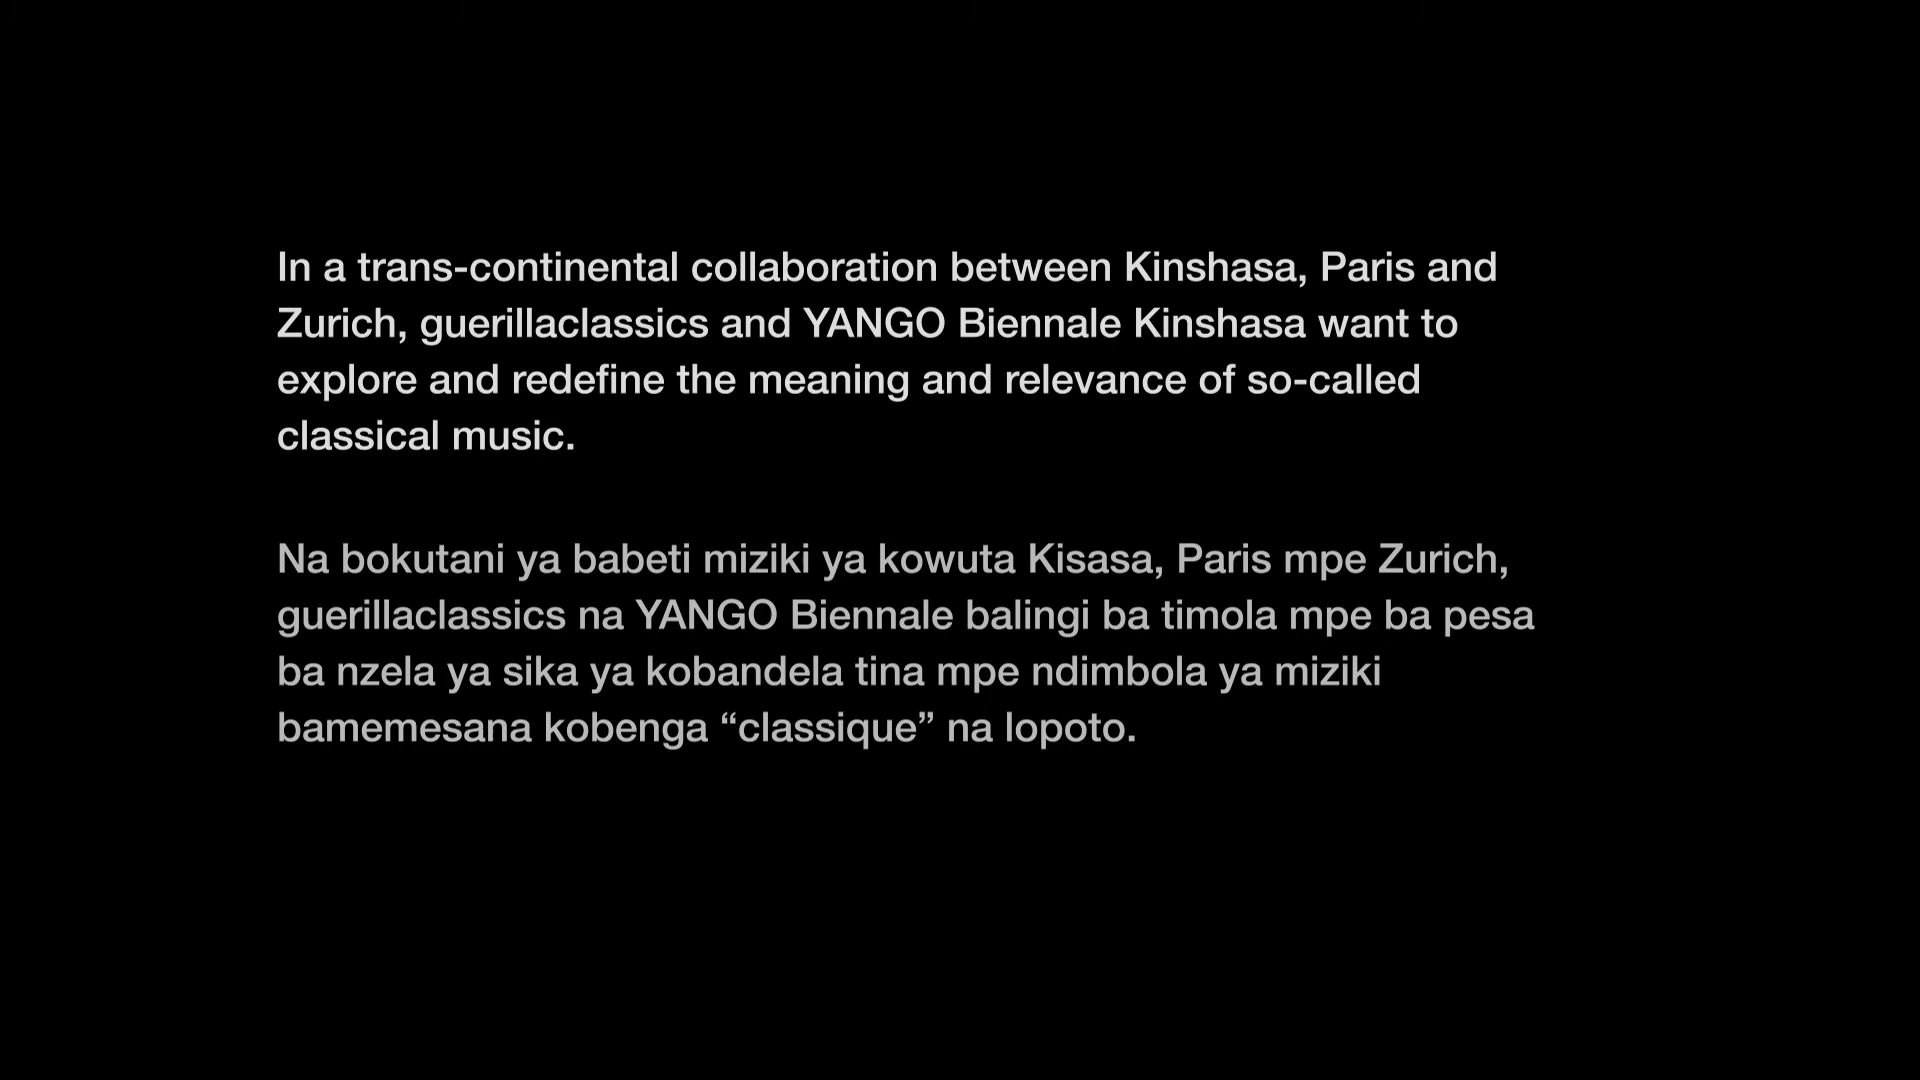 In a trans-continental collaboration between Kinshasa, Paris and
Zurich, guerillaclassics and YANGO Biennale Kinshasa want to
explore and redefine the meaning and relevance of so-called
classical music.
Na bokutani ya babeti miziki ya kowuta Kisasa, Paris mpe Zurich,
guerillaclassics na YANGO Biennale balingi ba timola mpe ba pesa
ba nzela ya sika ya kobandela tina mpe ndimbola ya miziki
bamemesana kobenga “classique” na lopoto.